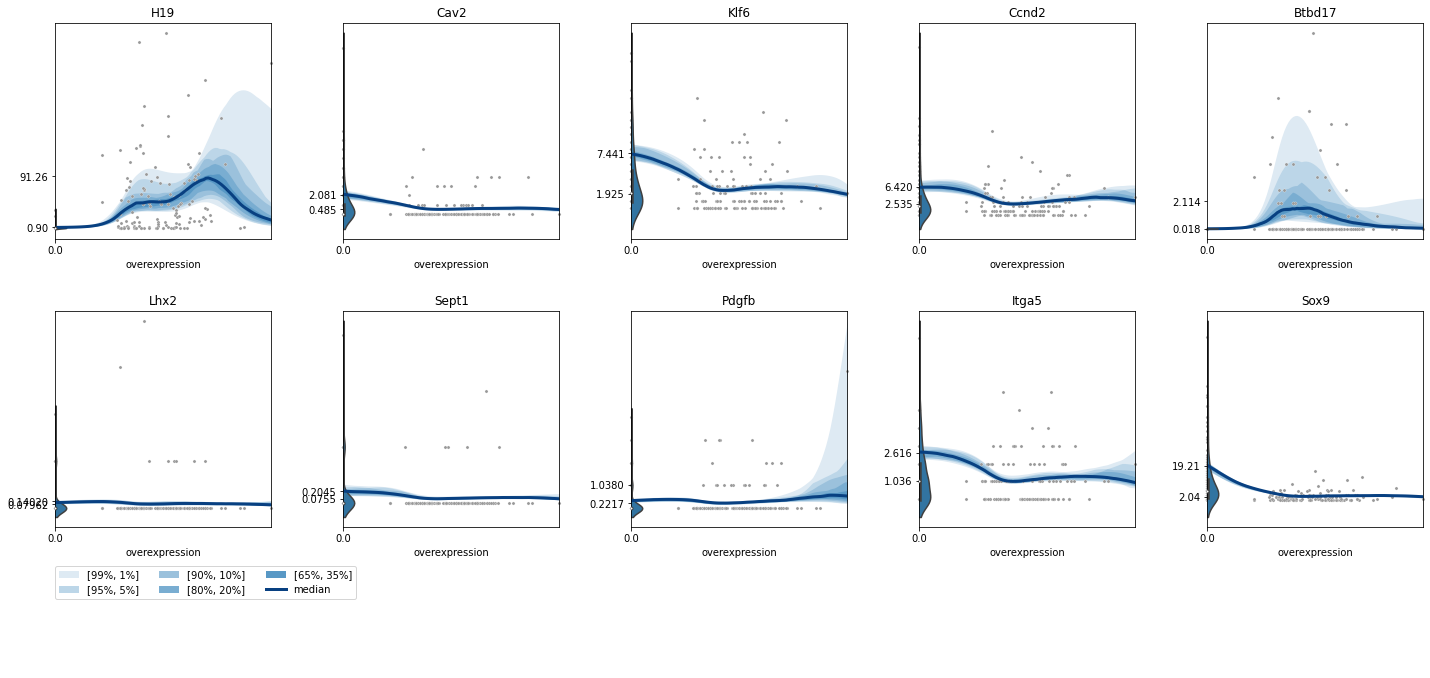 H19 Cav2 Klf6 Ccnd2 Btbd17
91.26
0.90
0.0
overexpression
2.081
0.485
0.0
overexpression
7.441
1.925
0.0
overexpression
6.420
2.535
0.0
overexpression
2.114
0.018
0.0
overexpression
Lhx2 Sept1 Pdgfb Itga5 Sox9
0.14020
0.07962
0.0
overexpression
0.2045
0.0755
0.0
overexpression
1.0380
0.2217
0.0
overexpression
2.616
1.036
0.0
overexpression
19.21
2.04
0.0
overexpression
[99%, 1%] [90%, 10%] [65%, 35%]
[95%, 5%] [80%, 20%] median